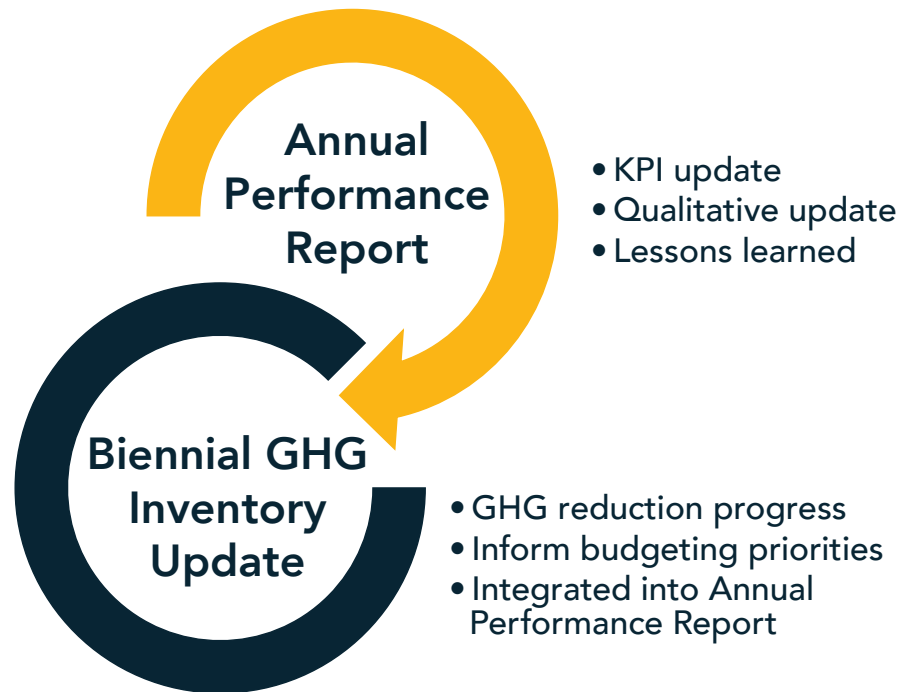 Annual
Performance
Report
• KPI update
• Qualitative update
• Lessons learned
Biennial GHG
Inventory
Update
• GHG reduction progress
• Inform budgeting priorities
• Integrated into Annual
Performance Report